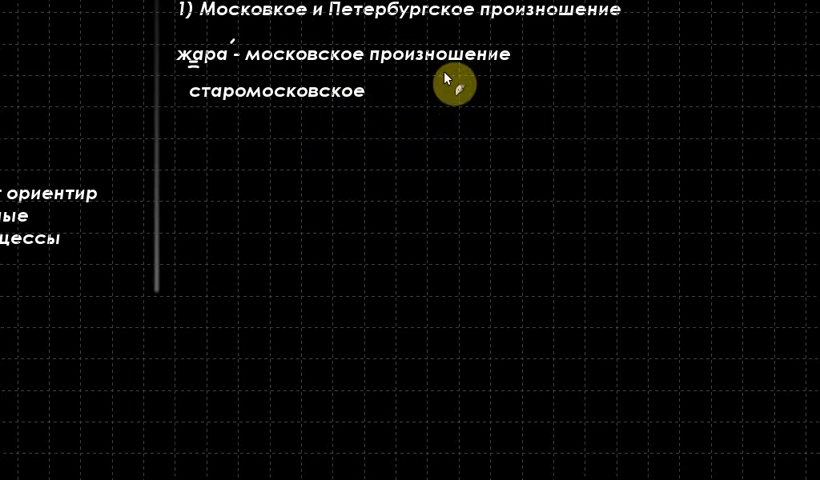 1) Московкое и Петербургское произношение
жара́ - московское произношение
старомосковское
ориентир
ные
цессы